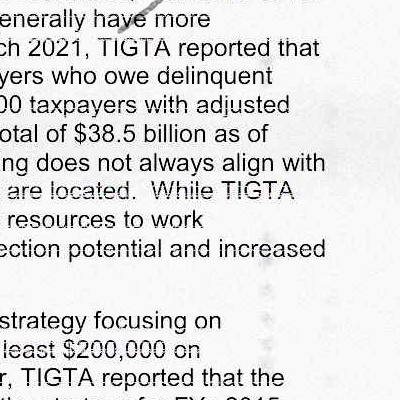 enerally have more
ch 2021, TIGTA reported that
yers who owe delinquent
00 taxpayers with adjusted
otal of $38.5 billion as of
ng does not always align with
are located. While TIGTA
resources to work
ection potential and increased
strategy focusing on
least $200,000 on
r, TIGTA reported that the